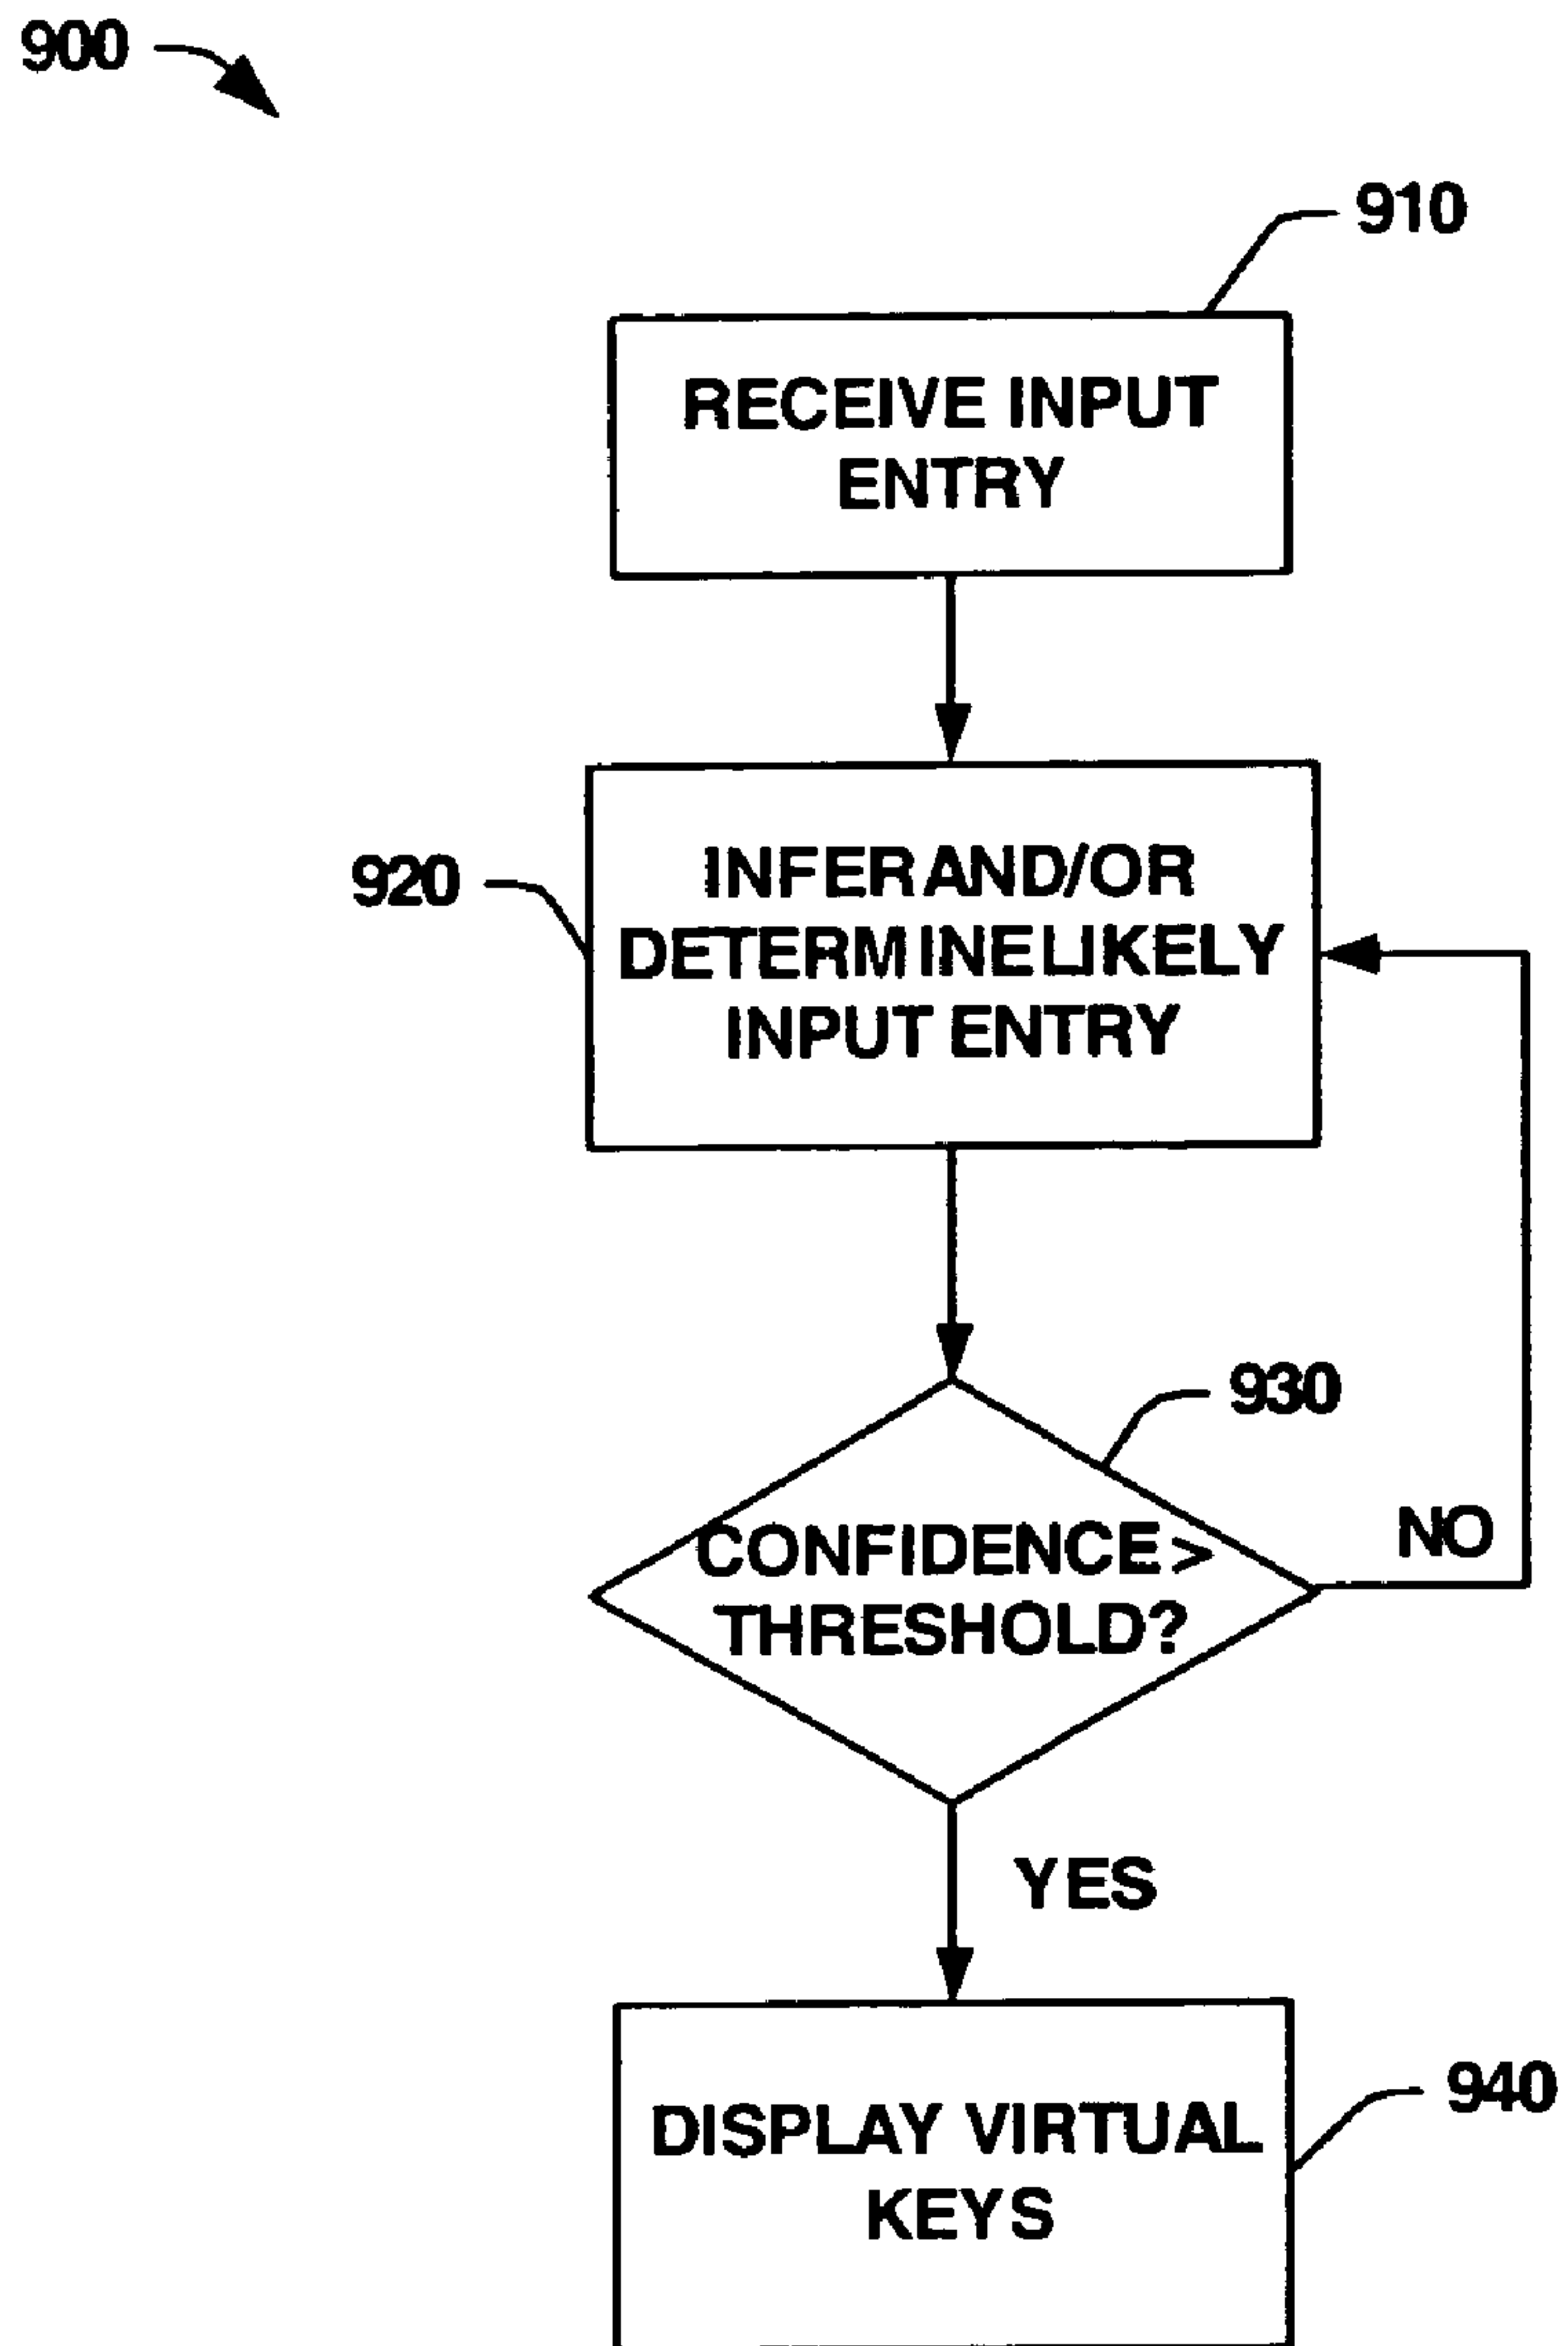 900
910
RECEIVE INPUT
ENTRY
920
INFER AND/OR
DETERMINE LIKELY
INPUT ENTRY
930
CONFIDENCE >
THRESHOLD?
NO
YES
940
DISPLAY VIRTUAL
KEYS